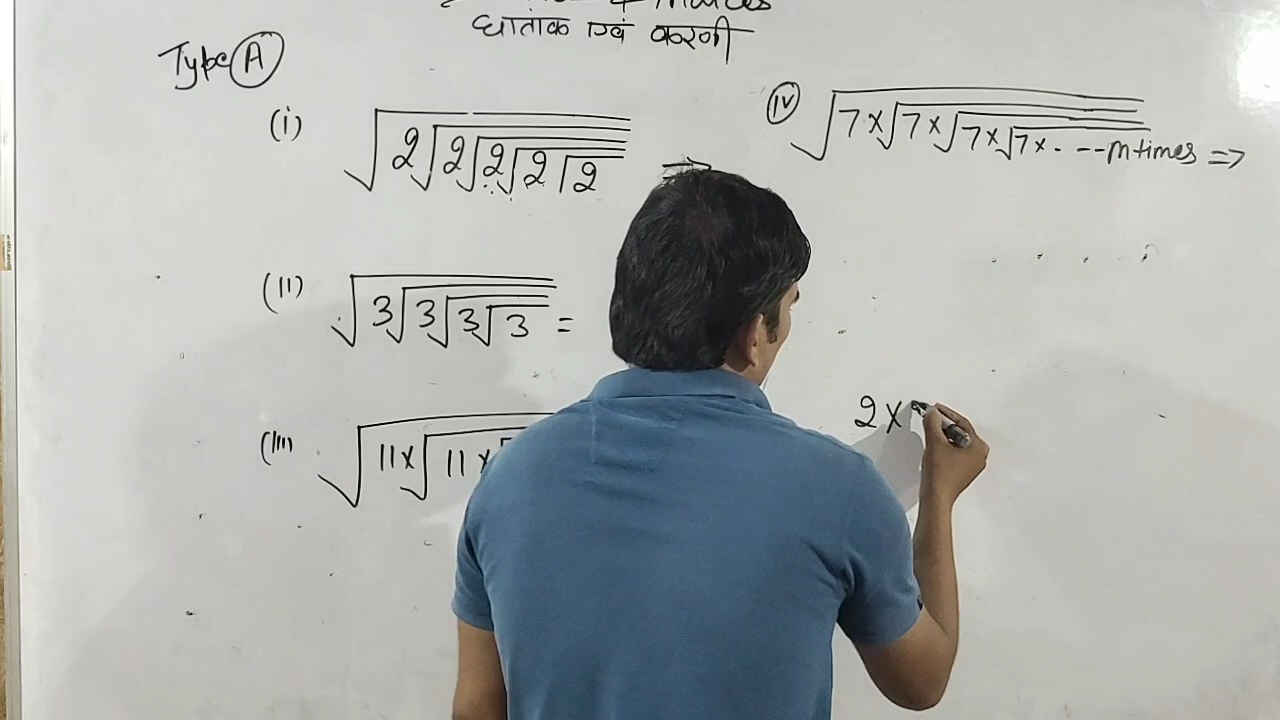 घातांक एवं करणी
Type A
(i) √2√2√2√2√2 ⇒
(ii) √3√3√3√3 =
(iii) √11×√11×√
(iv) √7×√7×√7×√7×. ---m times ⇒
2×